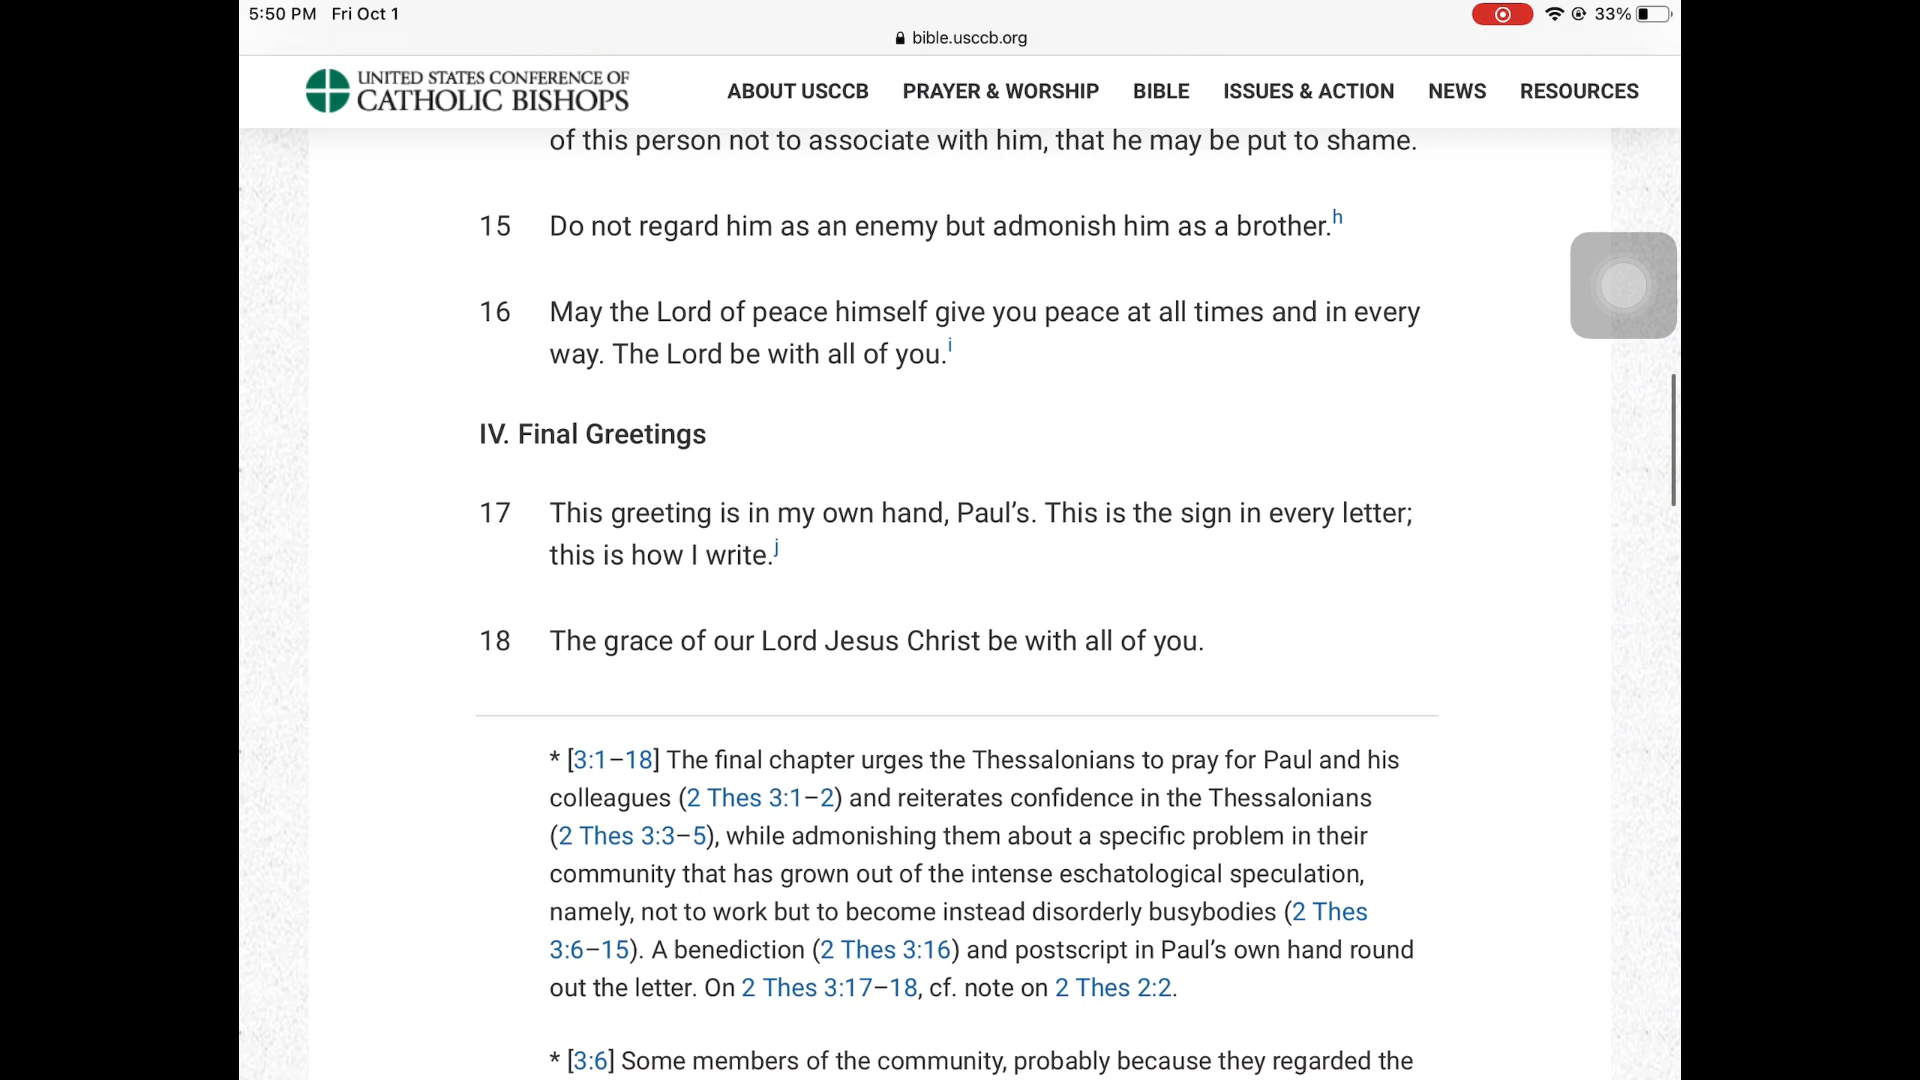 5:50 PM Fri Oct 1
33%
bible.usccb.org
UNITED STATES CONFERENCE OF
CATHOLIC BISHOPS
ABOUT USCCB PRAYER & WORSHIP BIBLE ISSUES & ACTION NEWS RESOURCES
of this person not to associate with him, that he may be put to shame.
15 Do not regard him as an enemy but admonish him as a brother.h
16 May the Lord of peace himself give you peace at all times and in every
way. The Lord be with all of you.i
IV. Final Greetings
17 This greeting is in my own hand, Paul’s. This is the sign in every letter;
this is how I write.j
18 The grace of our Lord Jesus Christ be with all of you.
* [3:1–18] The final chapter urges the Thessalonians to pray for Paul and his
colleagues (2 Thes 3:1–2) and reiterates confidence in the Thessalonians
(2 Thes 3:3–5), while admonishing them about a specific problem in their
community that has grown out of the intense eschatological speculation,
namely, not to work but to become instead disorderly busybodies (2 Thes
3:6–15). A benediction (2 Thes 3:16) and postscript in Paul’s own hand round
out the letter. On 2 Thes 3:17–18, cf. note on 2 Thes 2:2.
* [3:6] Some members of the community, probably because they regarded the